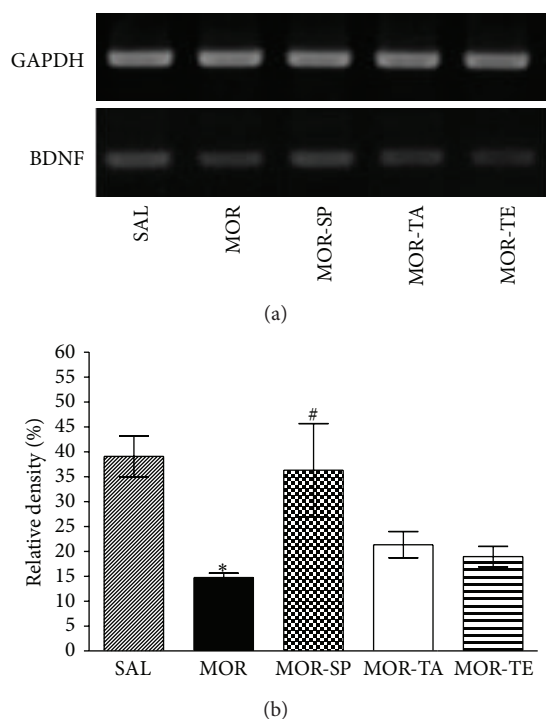 GAPDH
BDNF
SAL
MOR
MOR-SP
MOR-TA
MOR-TE
(a)
Relative density (%)
60
55
50
45
40
35
30
25
20
15
10
5
0
*
#
SAL MOR MOR-SP MOR-TA MOR-TE
(b)